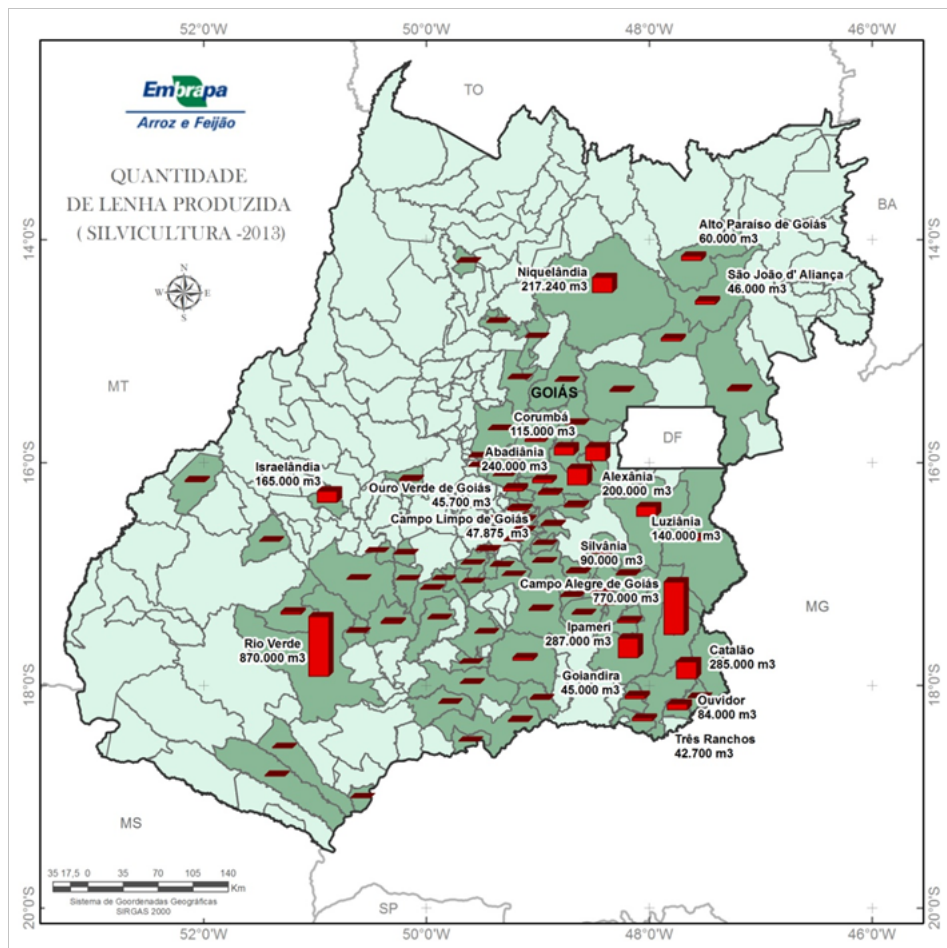 52°0'W 50°0'W 48°0'W 46°0'W
TO
Embrapa
Arroz e Feijão
QUANTIDADE
DE LENHA PRODUZIDA
( SILVICULTURA -2013)
N
W E
S
BA
14°0'S 14°0'S
Alto Paraiso de Goiás
60.000 m3
Niquelândia
217.240 m3
São João d' Aliança
46.000 m3
MT
GOIÁS
Corumbá
115.000 m3
DF
Abadiânia
240.000 m3
16°0'S 16°0'S
Israelândia
165.000 m3
Alexânia
200.000 m3
Ouro Verde de Goiás
45.700 m3
Campo Limpo de Goiás
47.875 m3
Luziânia
140.000 m3
Silvânia
90.000 m3
Campo Alegre de Goiás
770.000 m3
MG
Ipameri
287.000 m3
Rio Verde
870.000 m3
Catalão
285.000 m3
Goiandira
45.000 m3
18°0'S 18°0'S
Ouvidor
84.000 m3
Três Ranchos
42.700 m3
MS
35 17,5 0 35 70 105 140
Km
Sistema de Goordenadas Geográficas
SIRGAS 2000
SP
20°0'S 20°0'S
52°0'W 50°0'W 48°0'W 46°0'W